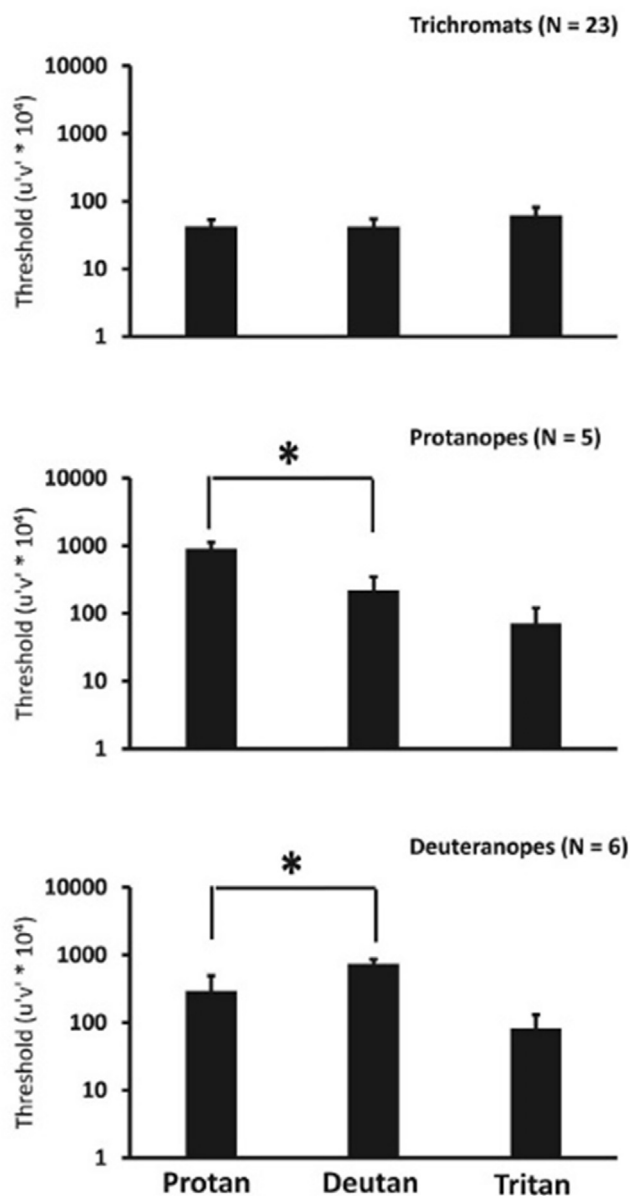 Trichromats (N = 23)
Threshold (u'v' * 10⁴)
10000
1000
100
10
1
Protanopes (N = 5)
Threshold (u'v' * 10⁴)
*
10000
1000
100
10
1
Deuteranopes (N = 6)
Threshold (u'v' * 10⁴)
*
10000
1000
100
10
1
Protan Deutan Tritan